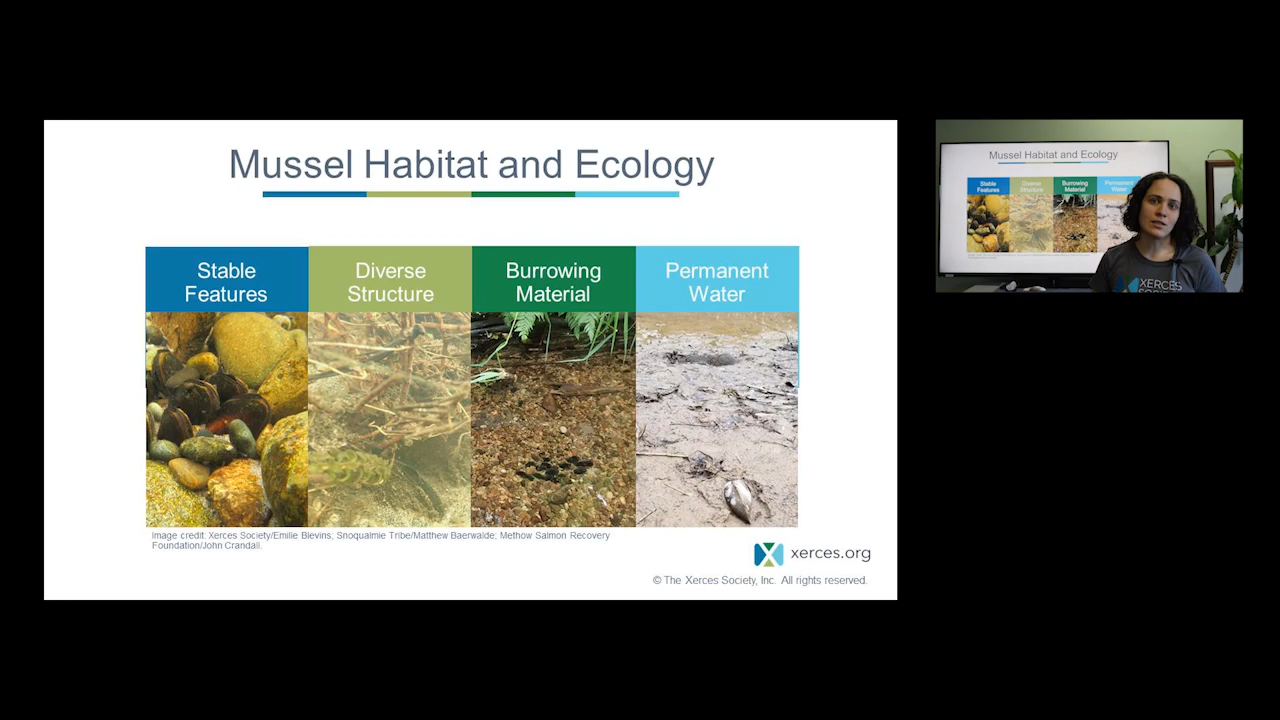 Mussel Habitat and Ecology
Stable
Features
Diverse
Structure
Burrowing
Material
Permanent
Water
Image credit: Xerces Society/Emilie Blevins; Snoqualmie Tribe/Matthew Baerwalde; Methow Salmon Recovery
Foundation/John Crandall.
xerces.org
© The Xerces Society, Inc. All rights reserved.
Mussel Habitat and Ecology
Stable
Features
Diverse
Structure
Burrowing
Material
Permanent
Water
XERCES
SOCIETY